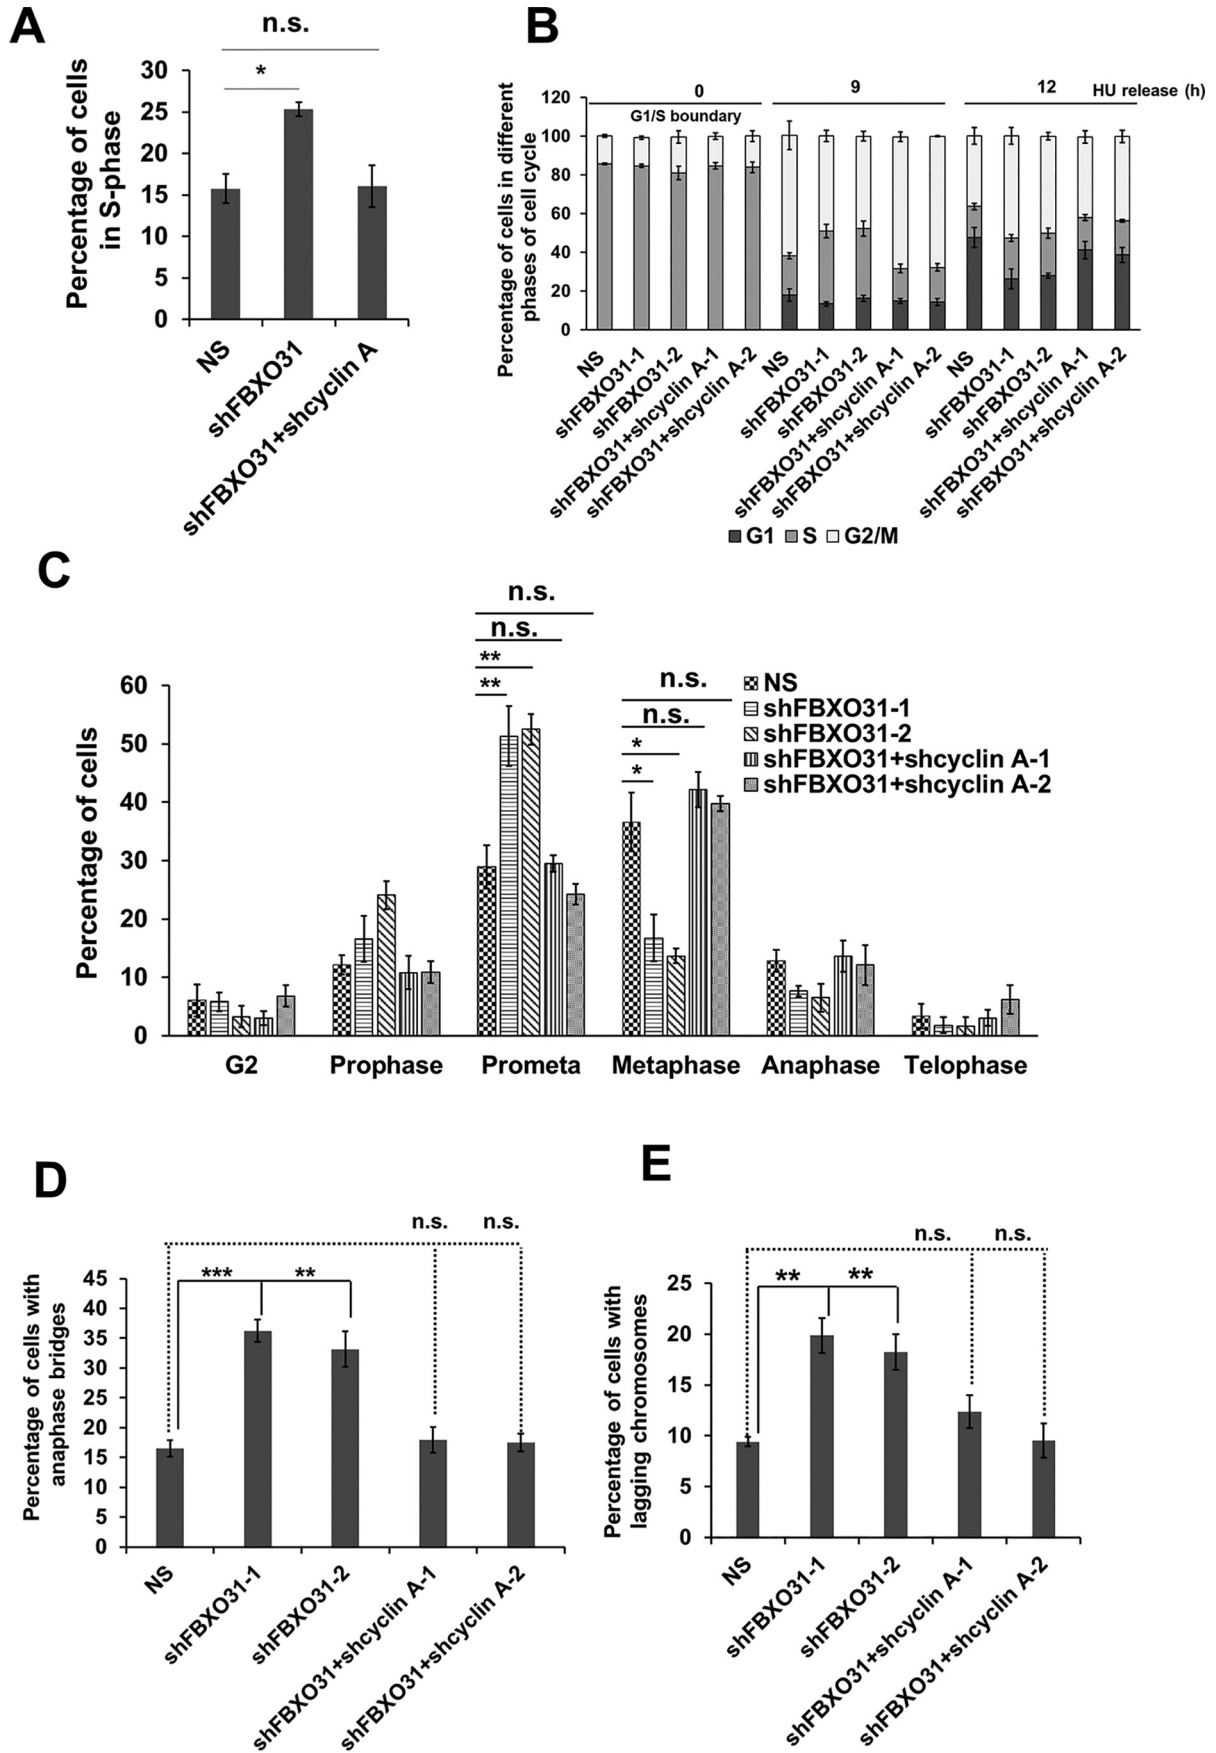 A
n.s.
*
Percentage of cells
in S-phase
30
25
20
15
10
5
0
NS
shFBXO31
shFBXO31+shcyclin A
B
0
9
12
HU release (h)
G1/S boundary
Percentage of cells in different
phases of cell cycle
120
100
80
60
40
20
0
NS
shFBXO31-1
shFBXO31-2
shFBXO31+shcyclin A-1
shFBXO31+shcyclin A-2
NS
shFBXO31-1
shFBXO31-2
shFBXO31+shcyclin A-1
shFBXO31+shcyclin A-2
NS
shFBXO31-1
shFBXO31-2
shFBXO31+shcyclin A-1
shFBXO31+shcyclin A-2
G1 S G2/M
C
n.s.
n.s.
**
**
n.s.
n.s.
*
*
NS
shFBXO31-1
shFBXO31-2
shFBXO31+shcyclin A-1
shFBXO31+shcyclin A-2
Percentage of cells
60
50
40
30
20
10
0
G2 Prophase Prometa Metaphase Anaphase Telophase
D
n.s. n.s.
*** **
Percentage of cells with
anaphase bridges
45
40
35
30
25
20
15
10
5
0
NS
shFBXO31-1
shFBXO31-2
shFBXO31+shcyclin A-1
shFBXO31+shcyclin A-2
E
n.s. n.s.
** **
Percentage of cells with
lagging chromosomes
25
20
15
10
5
0
NS
shFBXO31-1
shFBXO31-2
shFBXO31+shcyclin A-1
shFBXO31+shcyclin A-2